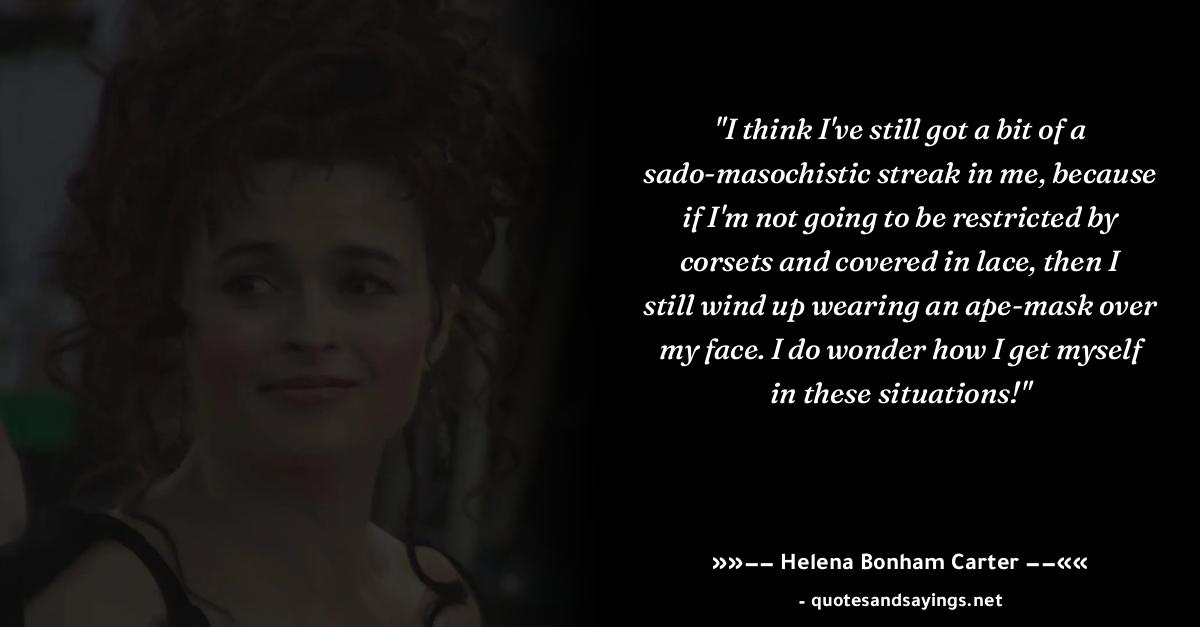 "I think I've still got a bit of a
sado-masochistic streak in me, because
if I'm not going to be restricted by
corsets and covered in lace, then I
still wind up wearing an ape-mask over
my face. I do wonder how I get myself
in these situations!"
»»-- Helena Bonham Carter --««
- quotesandsayings.net